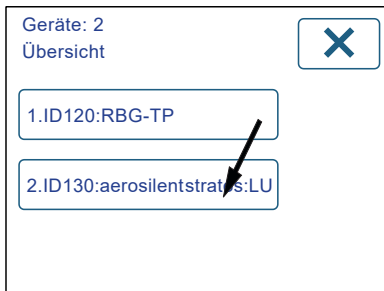 Geräte: 2
Übersicht
1.ID120:RBG-TP
2.ID130:aerosilentstratos:LU